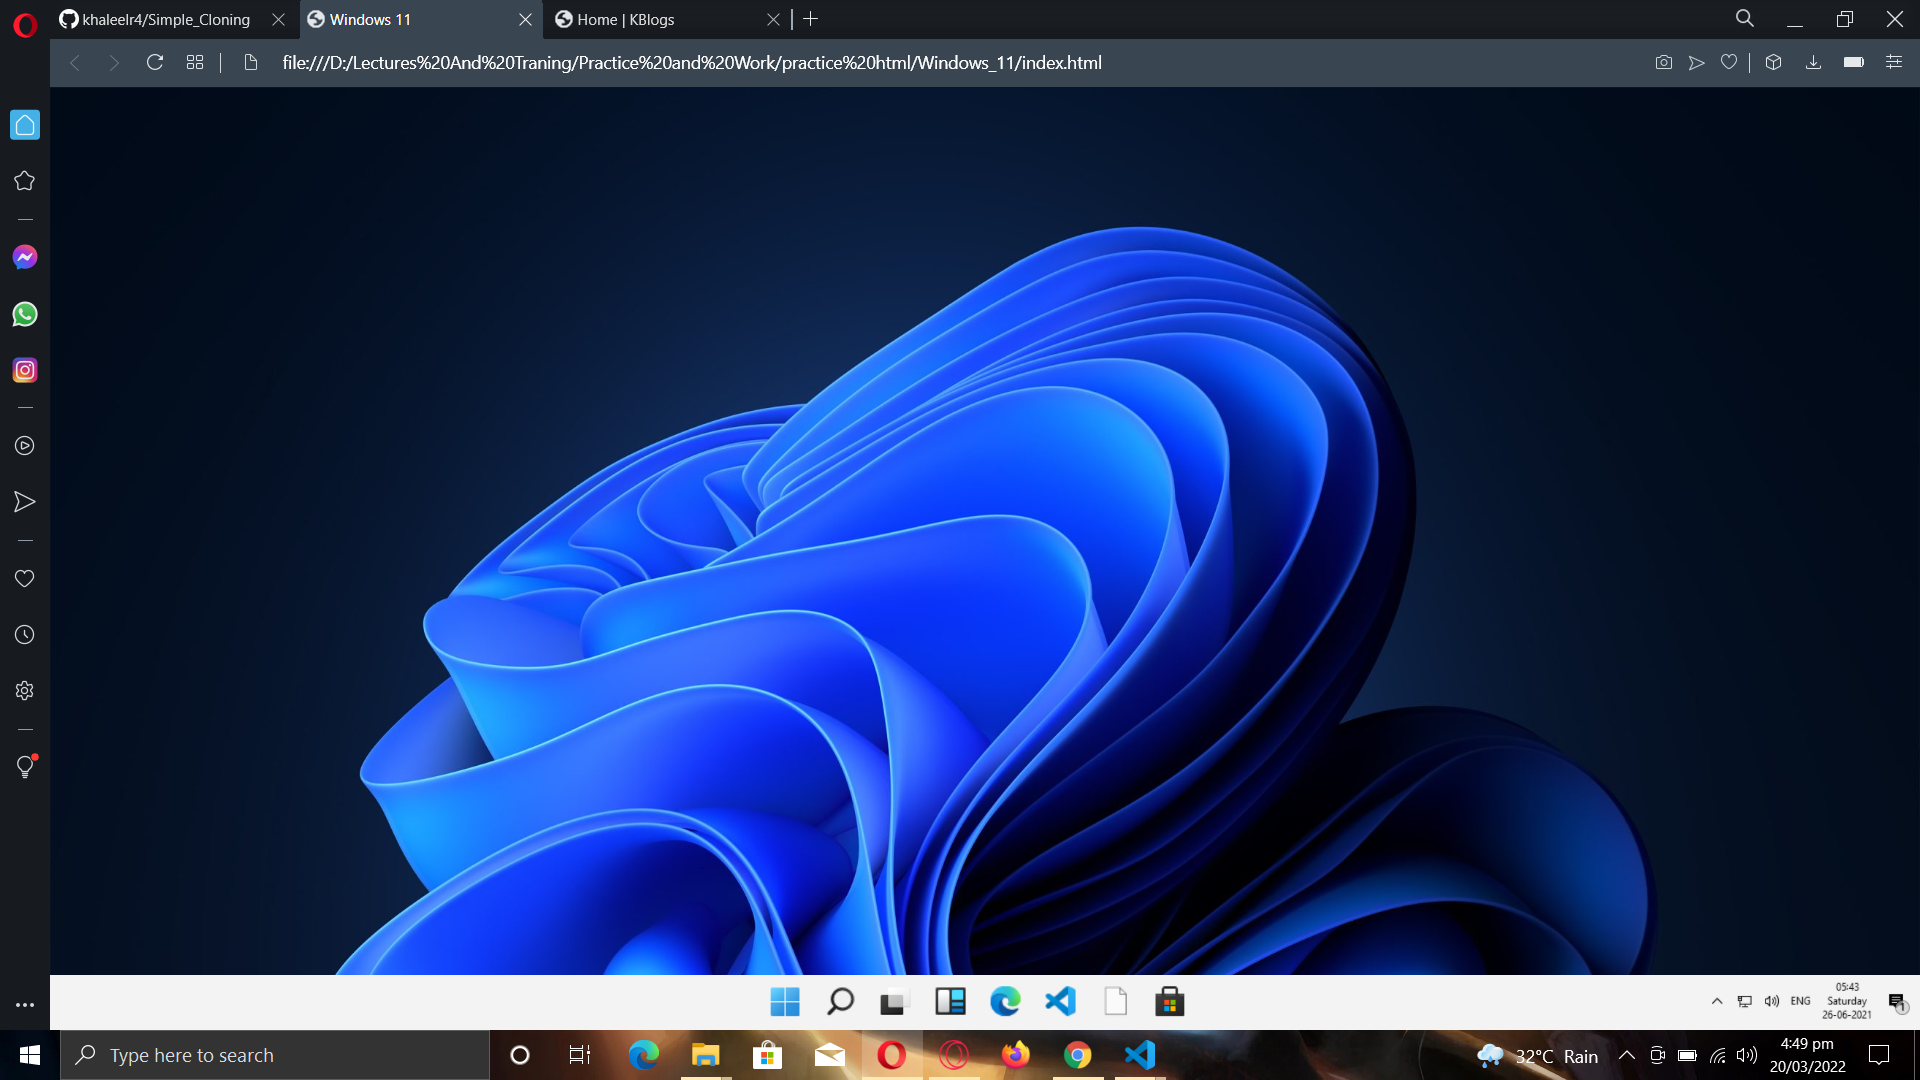 khaleelr4/Simple_Cloning
Windows 11
Home | KBlogs
file:///D:/Lectures%20And%20Traning/Practice%20and%20Work/practice%20html/Windows_11/index.html
ENG
05:43
Saturday
26-06-2021
1
Type here to search
32°C Rain
4:49 pm
20/03/2022